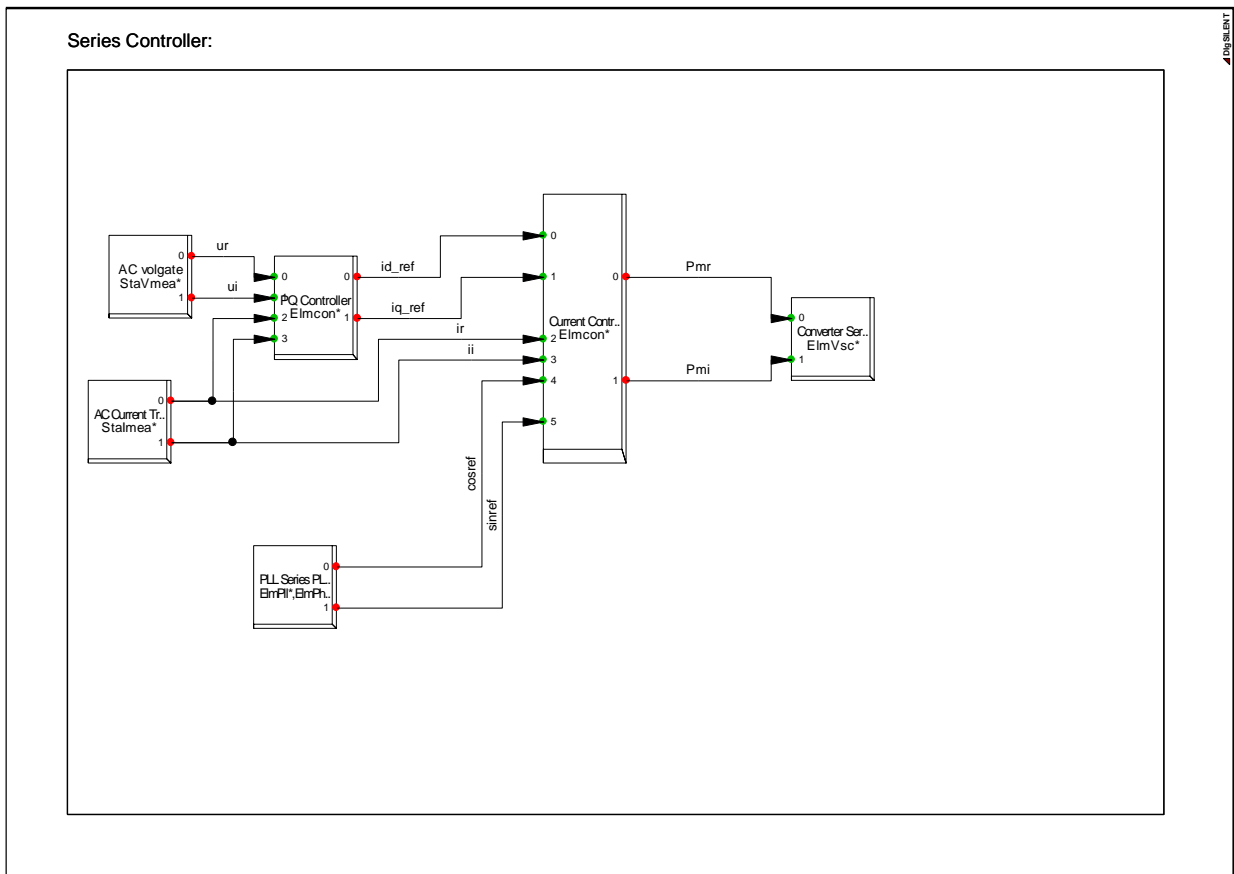 Series Controller:
DIgSILENT
AC volgate
StaVmea*
0
1
ur
ui
PQ Controller
Elmcon*
0
1
2
3
0
1
id_ref
iq_ref
ir
ii
AC Current Tr..
StaImea*
0
1
Current Contr..
Elmcon*
0
1
2
3
4
5
0
1
Pmr
Pmi
Converter Ser..
ElmVsc*
0
1
cosref
sinref
PLL Series PL..
ElmPll*,ElmPh..
0
1